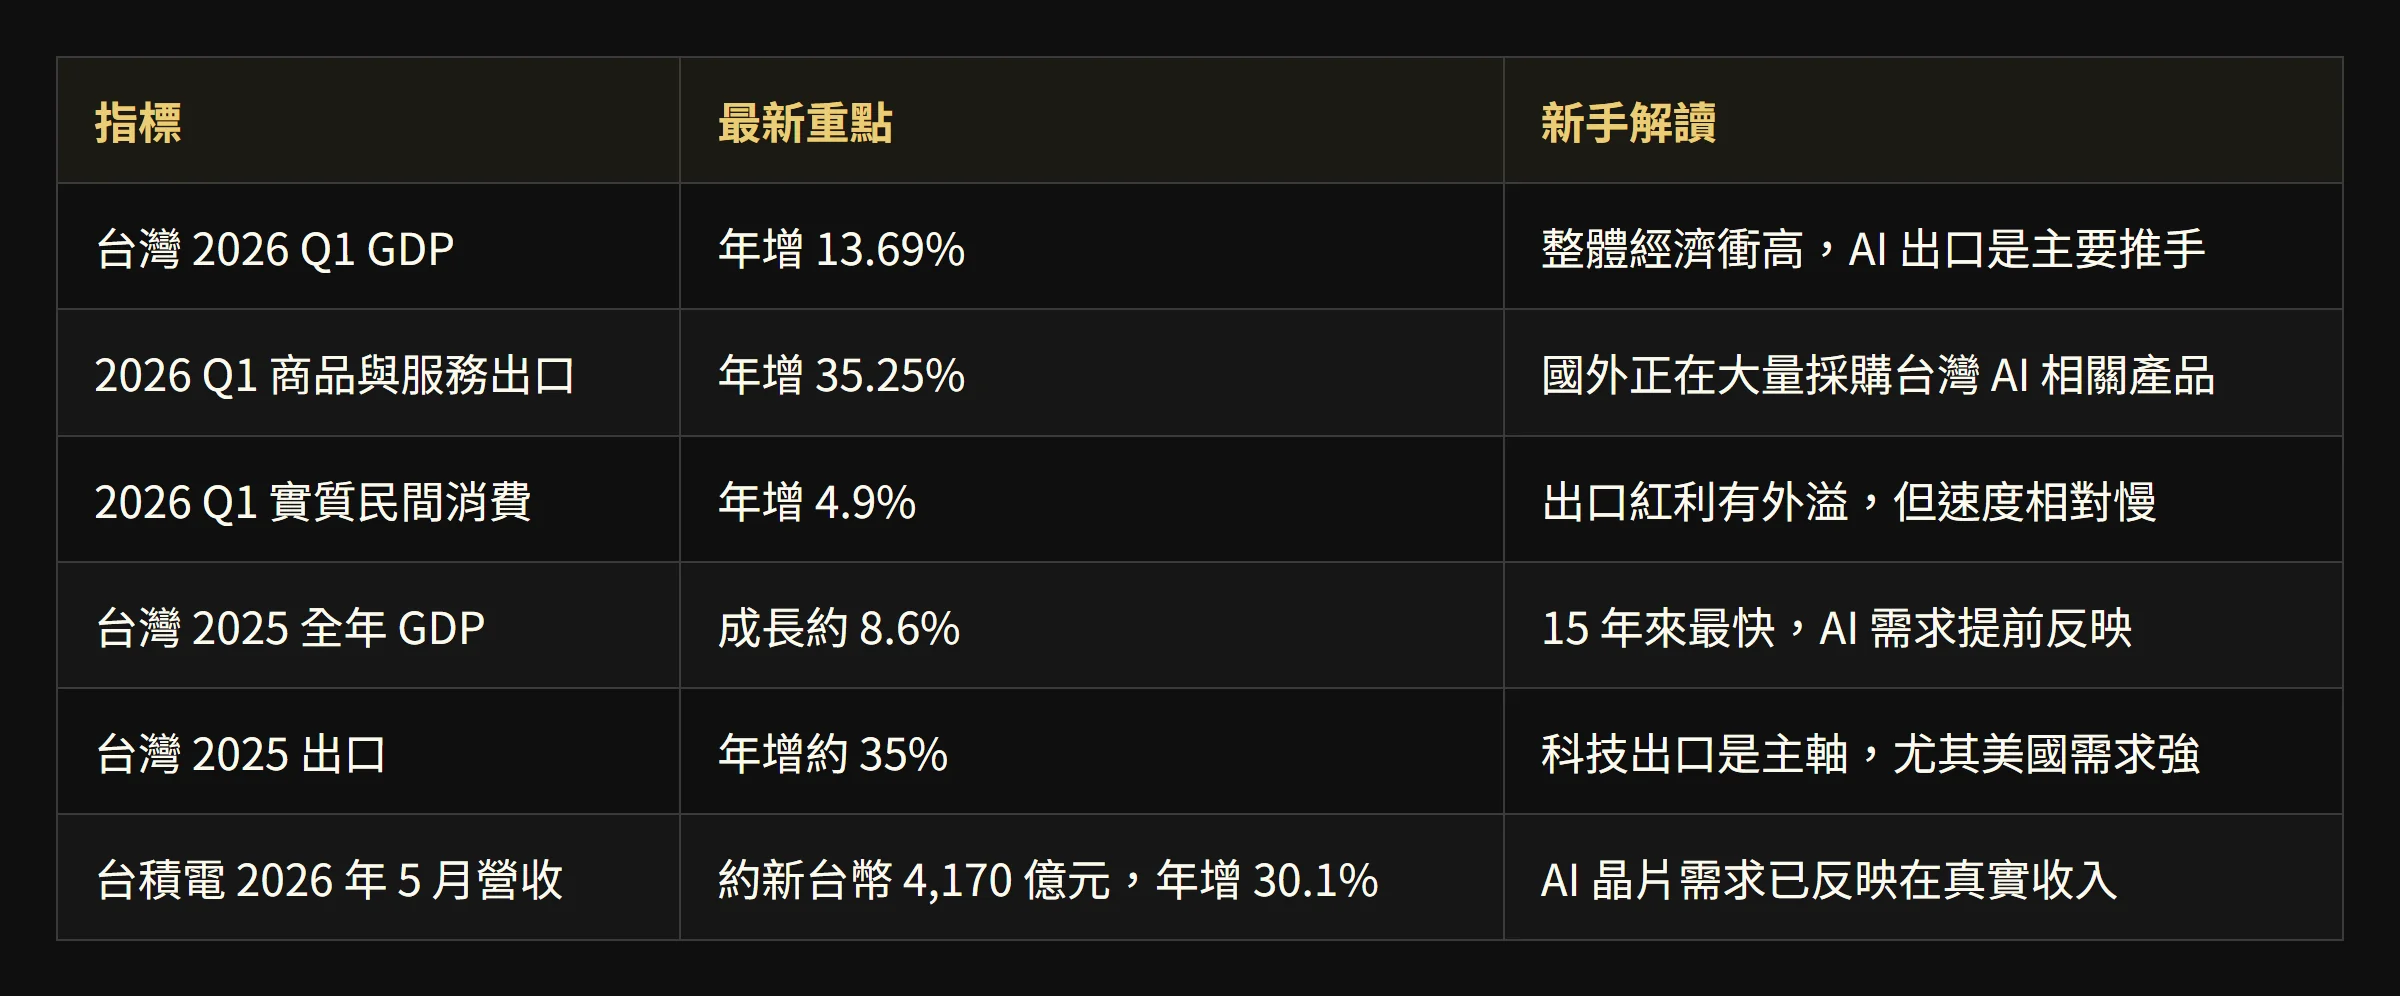 指標 最新重點 新手解讀
台灣 2026 Q1 GDP 年增 13.69% 整體經濟衝高，AI 出口是主要推手
2026 Q1 商品與服務出口 年增 35.25% 國外正在大量採購台灣 AI 相關產品
2026 Q1 實質民間消費 年增 4.9% 出口紅利有外溢，但速度相對慢
台灣 2025 全年 GDP 成長約 8.6% 15 年來最快，AI 需求提前反映
台灣 2025 出口 年增約 35% 科技出口是主軸，尤其美國需求強
台積電 2026 年 5 月營收 約新台幣 4,170 億元，年增 30.1% AI 晶片需求已反映在真實收入